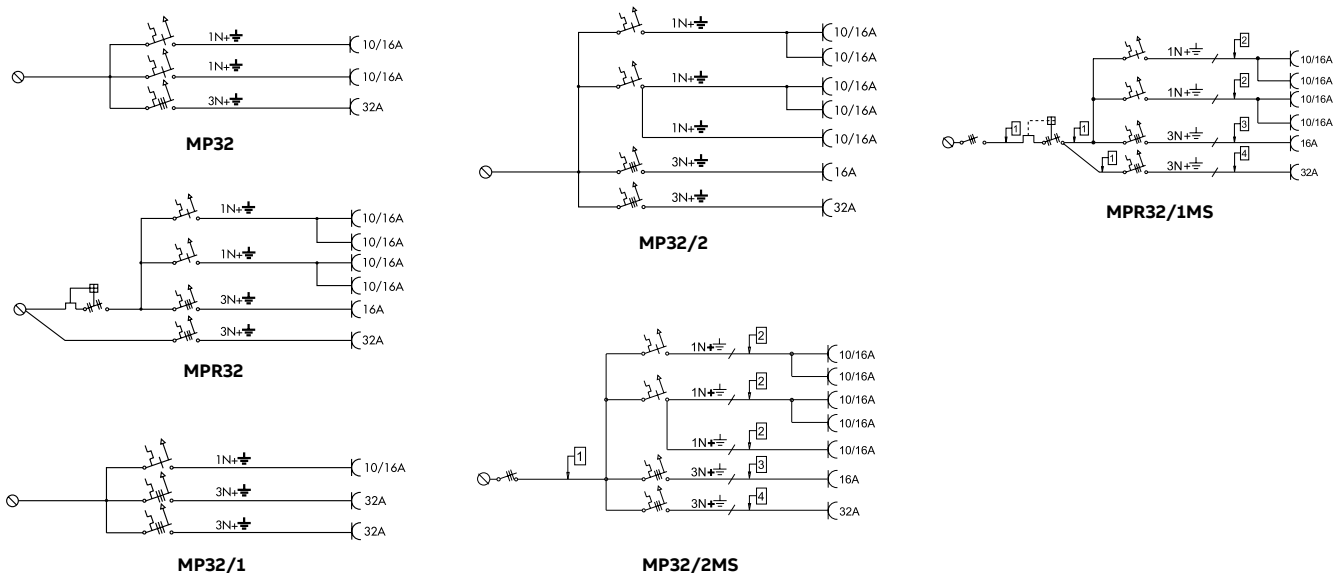 1N+
10/16A
1N+
10/16A
3N+
32A
MP32
1N+
10/16A
10/16A
1N+
10/16A
10/16A
3N+
16A
3N+
32A
MPR32
1N+
10/16A
3N+
32A
3N+
32A
MP32/1
1N+
10/16A
10/16A
1N+
10/16A
10/16A
1N+
10/16A
3N+
16A
3N+
32A
MP32/2
1
1N+
2
10/16A
10/16A
1N+
2
10/16A
10/16A
1N+
2
10/16A
3N+
3
16A
3N+
4
32A
MP32/2MS
1
1
1
1N+
2
10/16A
10/16A
1N+
2
10/16A
10/16A
3N+
3
16A
3N+
4
32A
MPR32/1MS